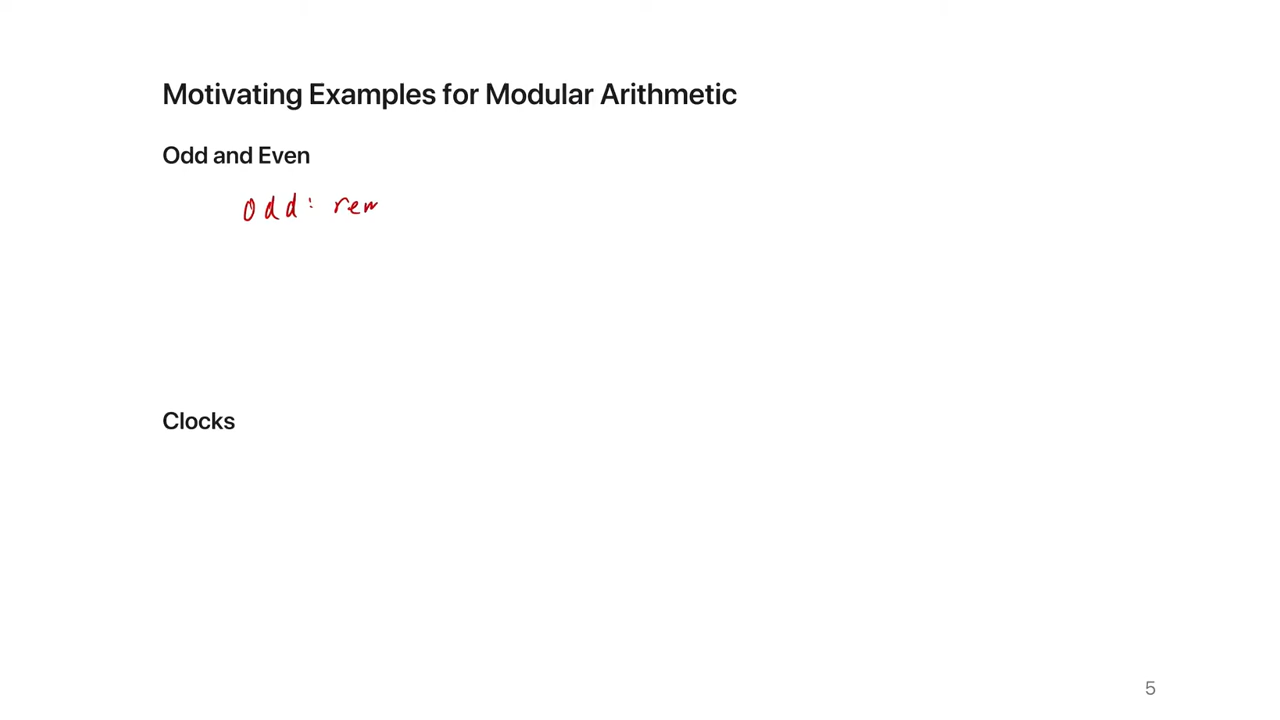 Motivating Examples for Modular Arithmetic
Odd and Even
Odd: rem
Clocks
5